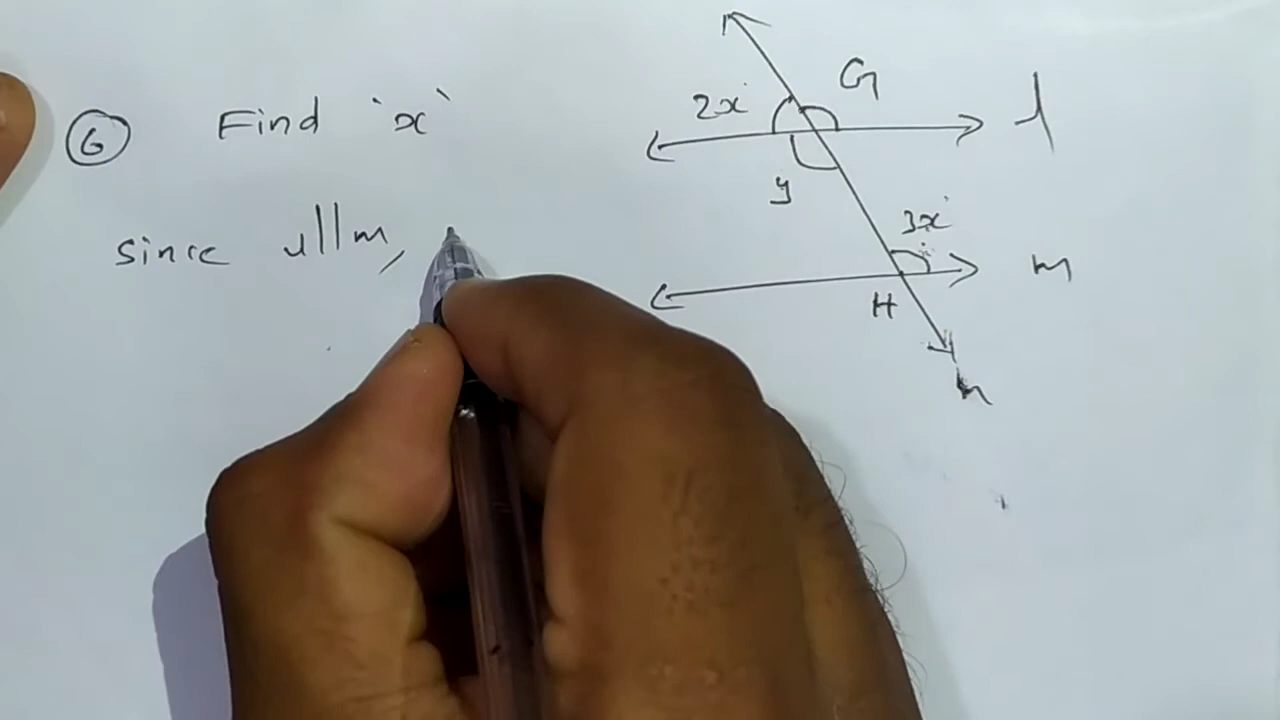 6 Find 'x'
since l||m,
2x
G
l
y
3x
m
H
n